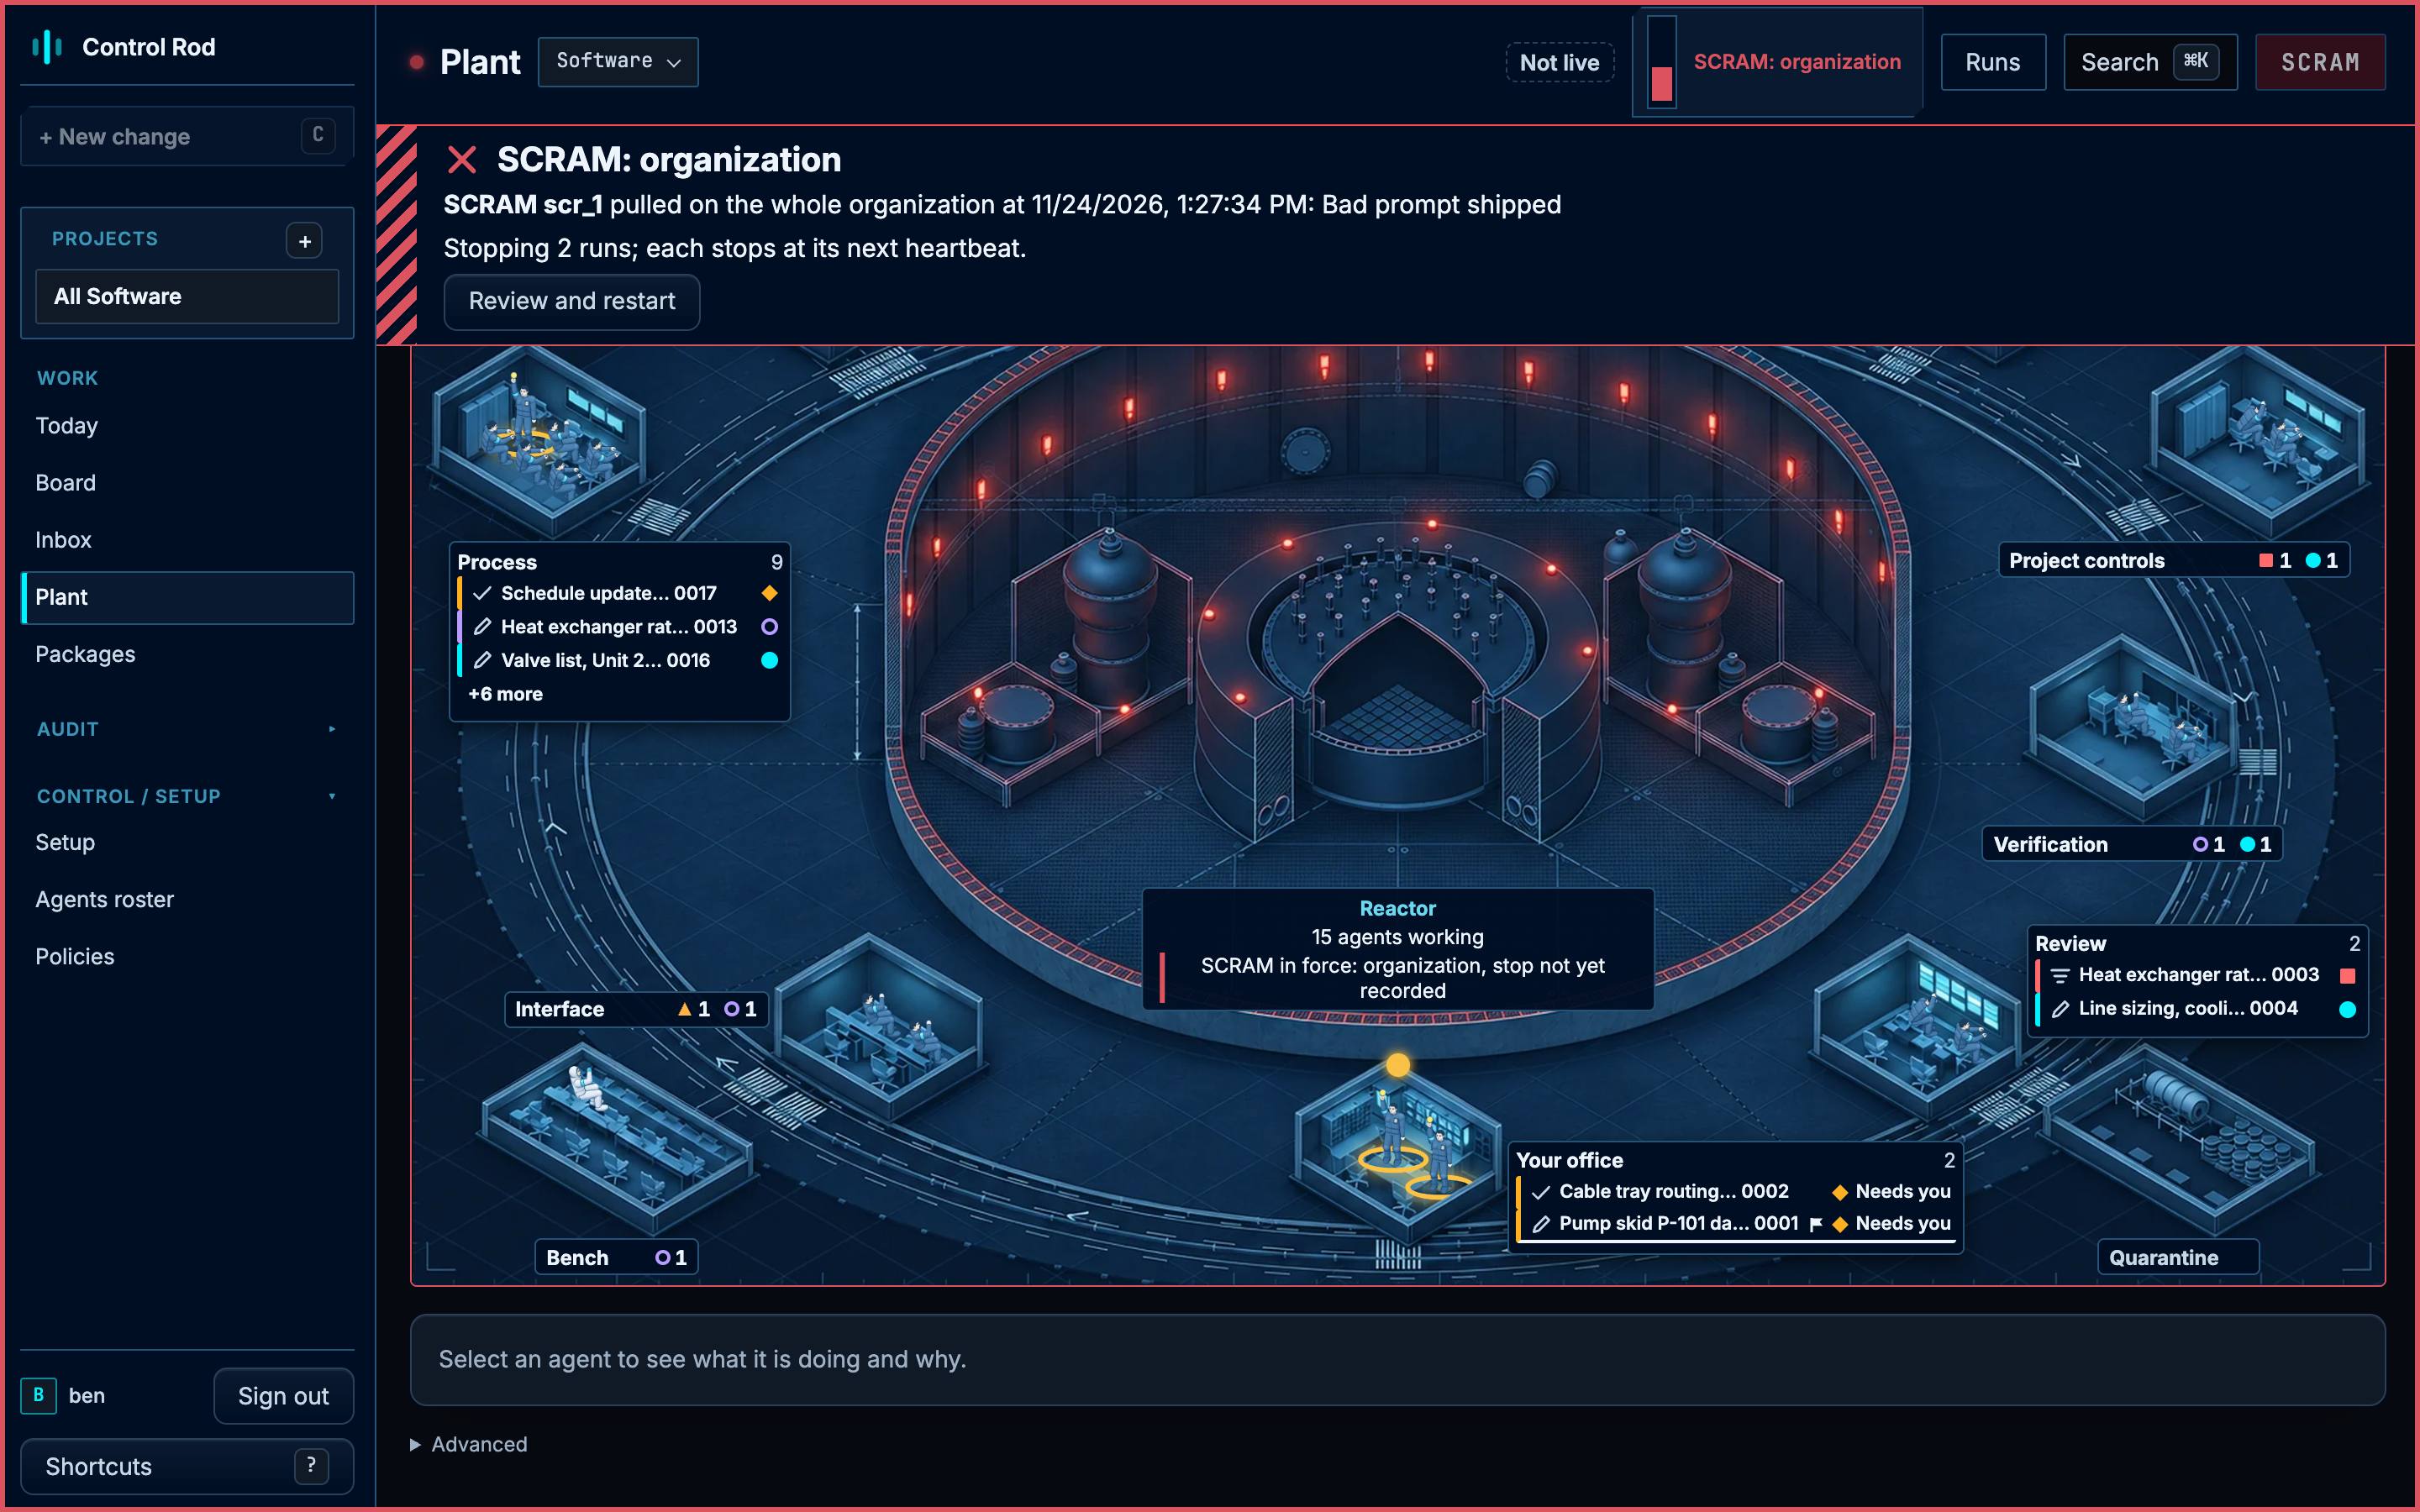 Control Rod
+ New change C
PROJECTS +
All Software
WORK
Today
Board
Inbox
Plant
Packages
AUDIT
CONTROL / SETUP
Setup
Agents roster
Policies
B ben
Sign out
Shortcuts ?
Plant
Software
Not live
SCRAM: organization
Runs
Search ⌘K
SCRAM
SCRAM: organization
SCRAM scr_1 pulled on the whole organization at 11/24/2026, 1:27:34 PM: Bad prompt shipped
Stopping 2 runs; each stops at its next heartbeat.
Review and restart
Process 9
Schedule update... 0017
Heat exchanger rat... 0013
Valve list, Unit 2... 0016
+6 more
Project controls 1 1
Verification 1 1
Reactor
15 agents working
SCRAM in force: organization, stop not yet
recorded
Review 2
Heat exchanger rat... 0003
Line sizing, cooli... 0004
Interface 1 1
Your office 2
Cable tray routing... 0002 Needs you
Pump skid P-101 da... 0001 Needs you
Bench 1
Quarantine
Select an agent to see what it is doing and why.
Advanced